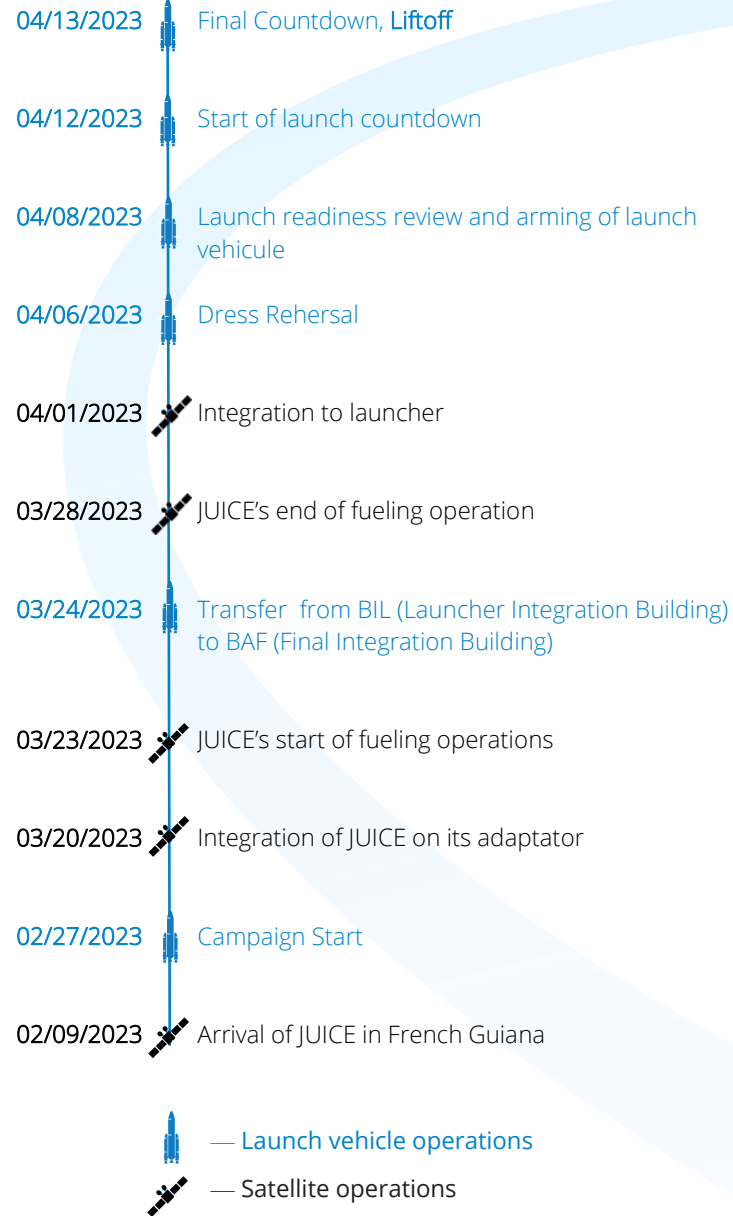 04/13/2023 Final Countdown, Liftoff
04/12/2023 Start of launch countdown
04/08/2023 Launch readiness review and arming of launch
vehicule
04/06/2023 Dress Rehersal
04/01/2023 Integration to launcher
03/28/2023 JUICE’s end of fueling operation
03/24/2023 Transfer from BIL (Launcher Integration Building)
to BAF (Final Integration Building)
03/23/2023 JUICE’s start of fueling operations
03/20/2023 Integration of JUICE on its adaptator
02/27/2023 Campaign Start
02/09/2023 Arrival of JUICE in French Guiana
— Launch vehicle operations
— Satellite operations